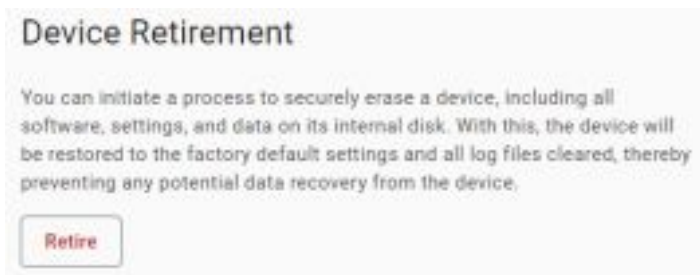 Device Retirement
You can initiate a process to securely erase a device, including all
software, settings, and data on its internal disk. With this, the device will
be restored to the factory default settings and all log files cleared, thereby
preventing any potential data recovery from the device.
Retire